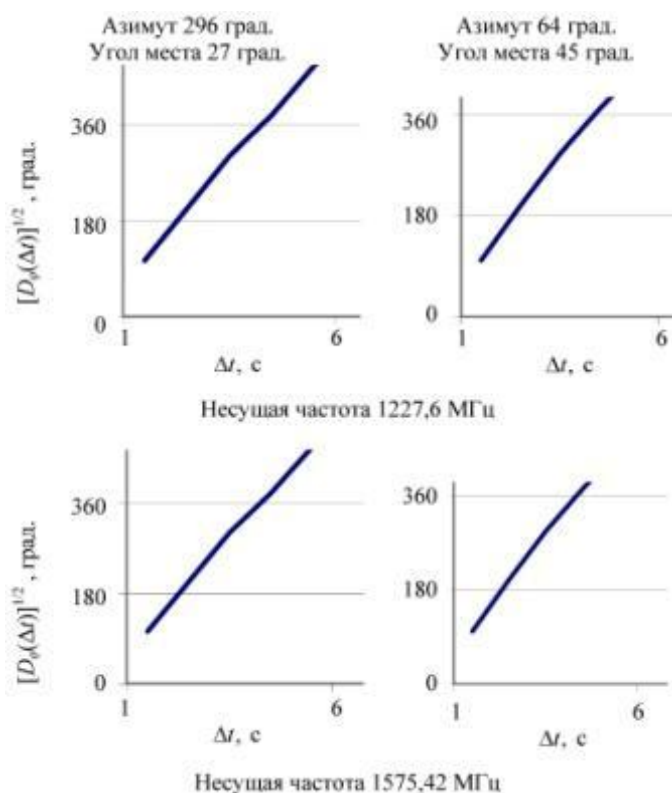 Азимут 296 град.
Угол места 27 град.
Азимут 64 град.
Угол места 45 град.
[Dφ(Δt)]^1/2 , град.
360
180
0
1
6
Δt, с
360
180
0
1
6
Δt, с
Несущая частота 1227,6 МГц
[Dφ(Δt)]^1/2 , град.
360
180
0
1
6
Δt, с
360
180
0
1
6
Δt, с
Несущая частота 1575,42 МГц